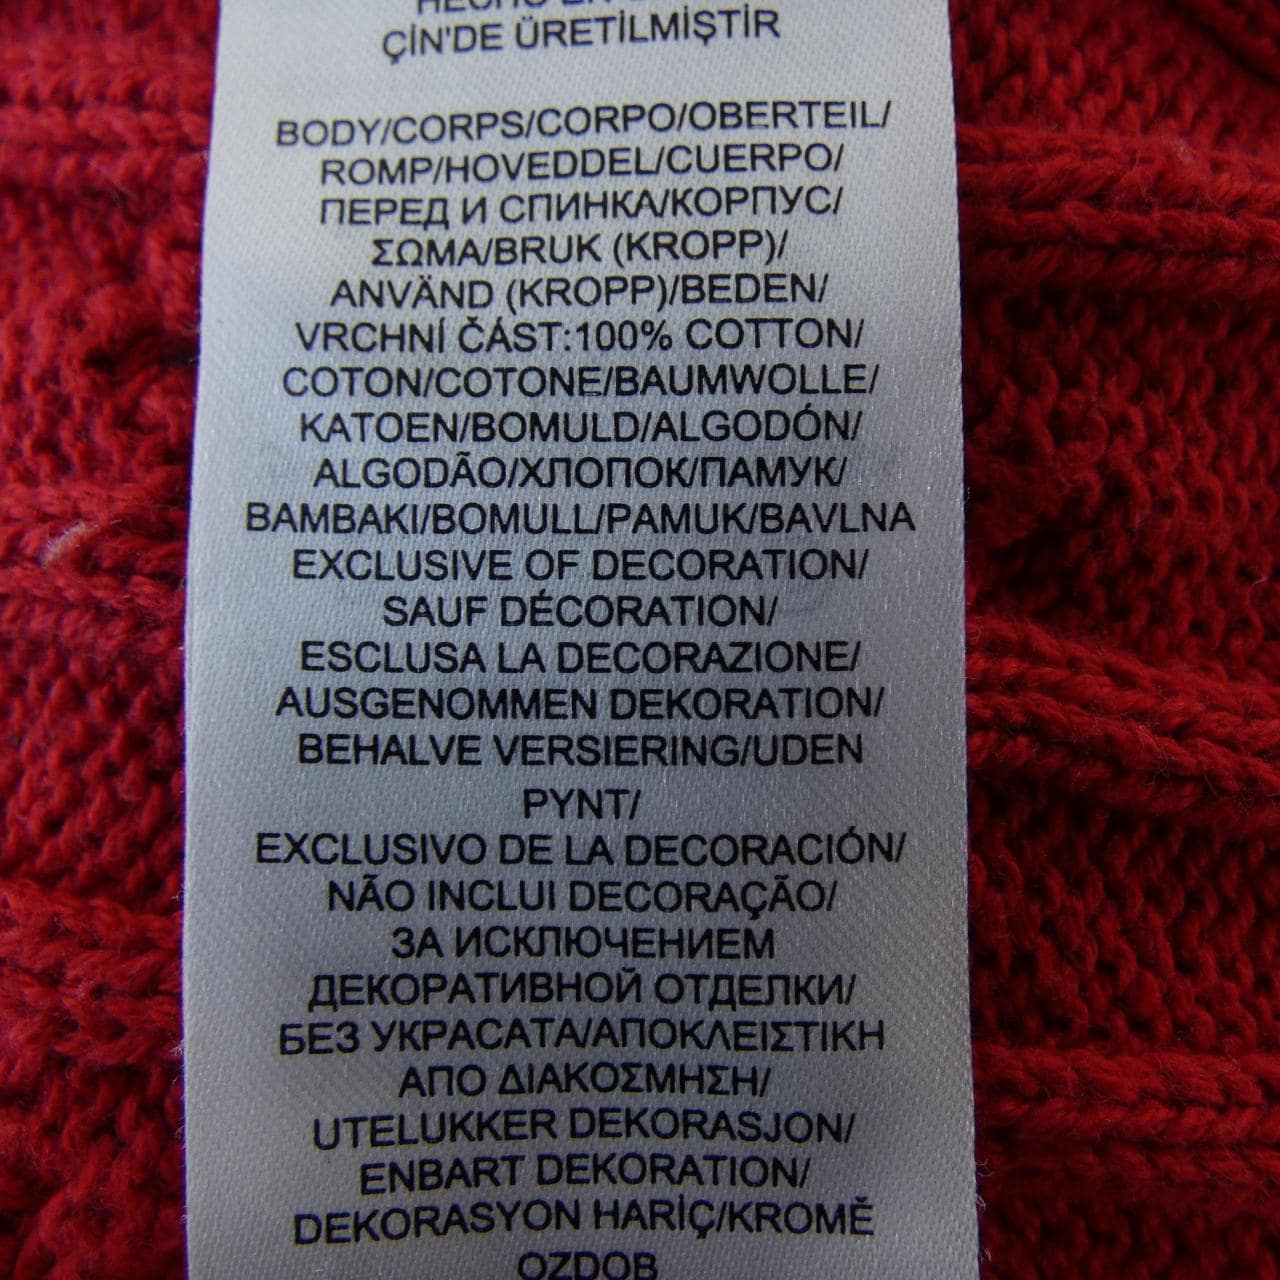 HECHO EN
ÇİN'DE ÜRETİLMİŞTİR
BODY/CORPS/CORPO/OBERTEIL/
ROMP/HOVEDDEL/CUERPO/
ПЕРЕД И СПИНКА/КОРПУС/
ΣΩΜΑ/BRUK (KROPP)/
ANVÄND (KROPP)/BEDEN/
VRCHNÍ ČÁST:100% COTTON/
COTON/COTONE/BAUMWOLLE/
KATOEN/BOMULD/ALGODÓN/
ALGODÃO/ХЛОПОК/ПАМУК/
BAMBAKI/BOMULL/PAMUK/BAVLNA
EXCLUSIVE OF DECORATION/
SAUF DÉCORATION/
ESCLUSA LA DECORAZIONE/
AUSGENOMMEN DEKORATION/
BEHALVE VERSIERING/UDEN
PYNT/
EXCLUSIVO DE LA DECORACIÓN/
NÃO INCLUI DECORAÇÃO/
ЗА ИСКЛЮЧЕНИЕМ
ДЕКОРАТИВНОЙ ОТДЕЛКИ/
БЕЗ УКРАСАТА/ΑΠΟΚΛΕΙΣΤΙΚΗ
ΑΠΟ ΔΙΑΚΟΣΜΗΣΗ/
UTELUKKER DEKORASJON/
ENBART DEKORATION/
DEKORASYON HARİÇ/KROMĚ
OZDOB